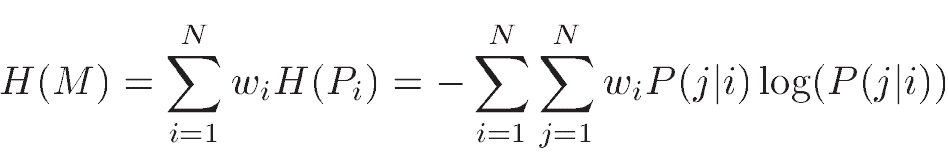 H(M) = \sum_{i=1}^{N} w_i H(P_i) = - \sum_{i=1}^{N} \sum_{j=1}^{N} w_i P(j|i) \log(P(j|i))